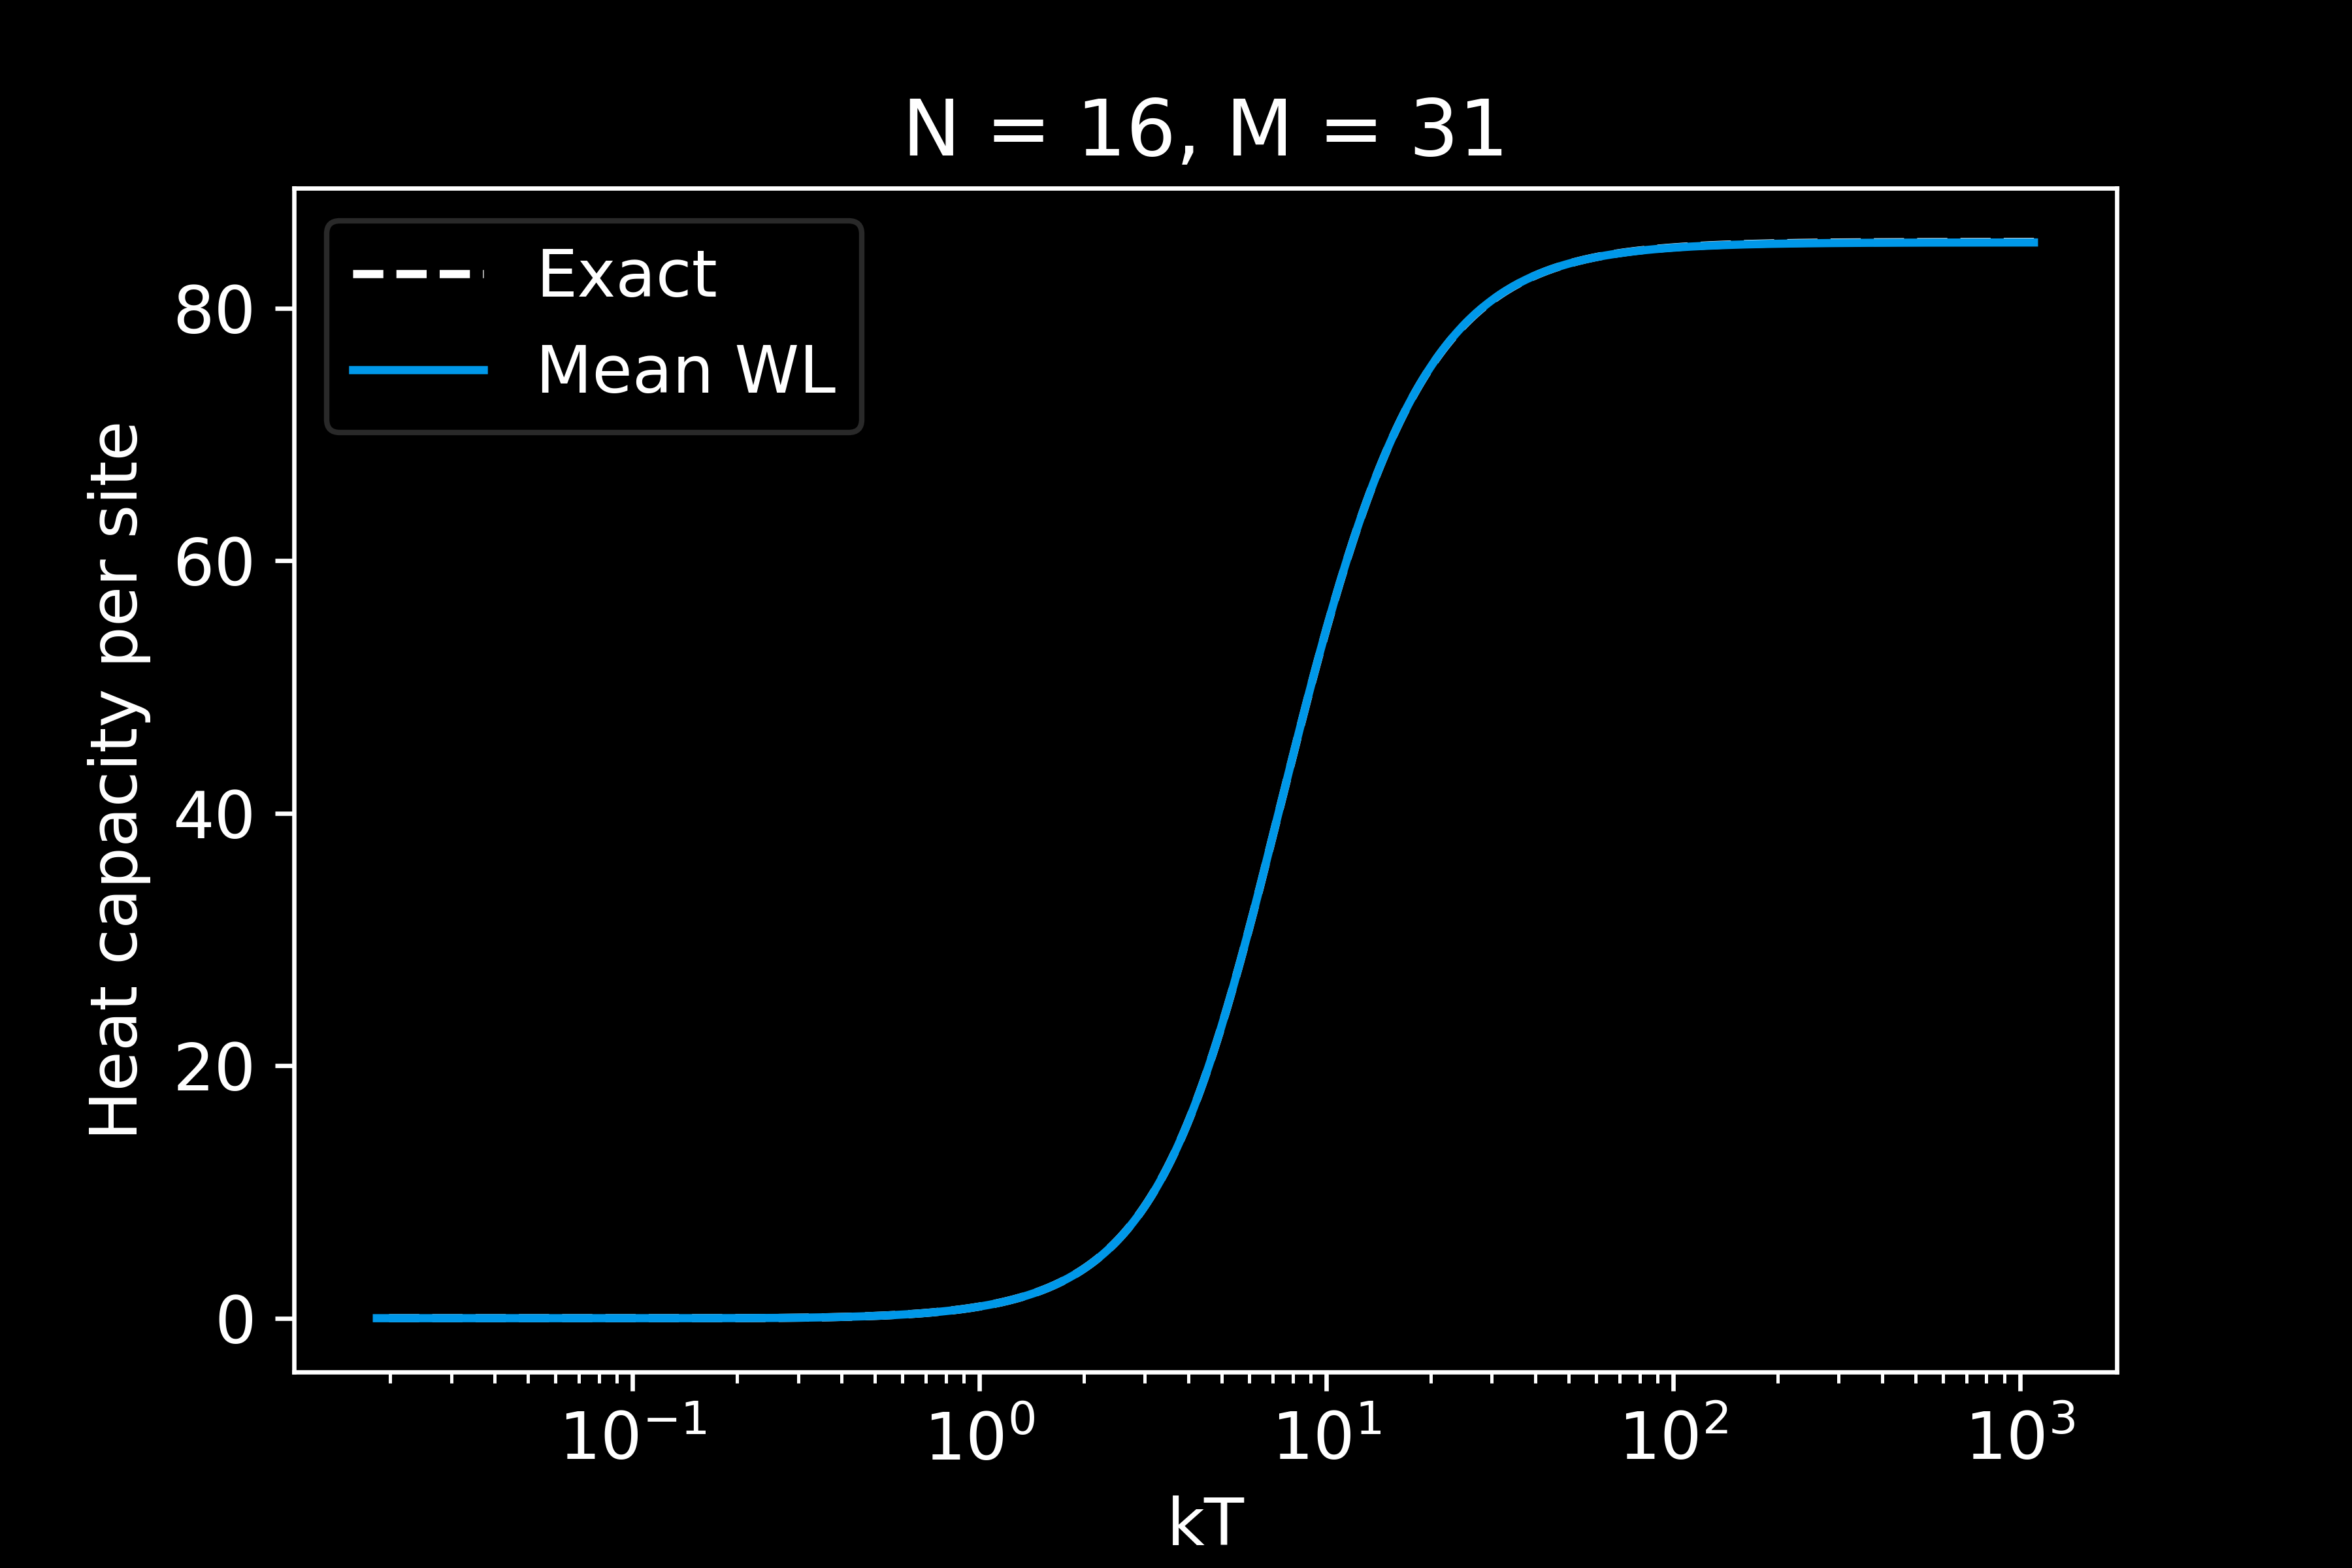 N = 16, M = 31
Exact
Mean WL
Heat capacity per site
80
60
40
20
0
10⁻¹ 10⁰ 10¹ 10² 10³
kT